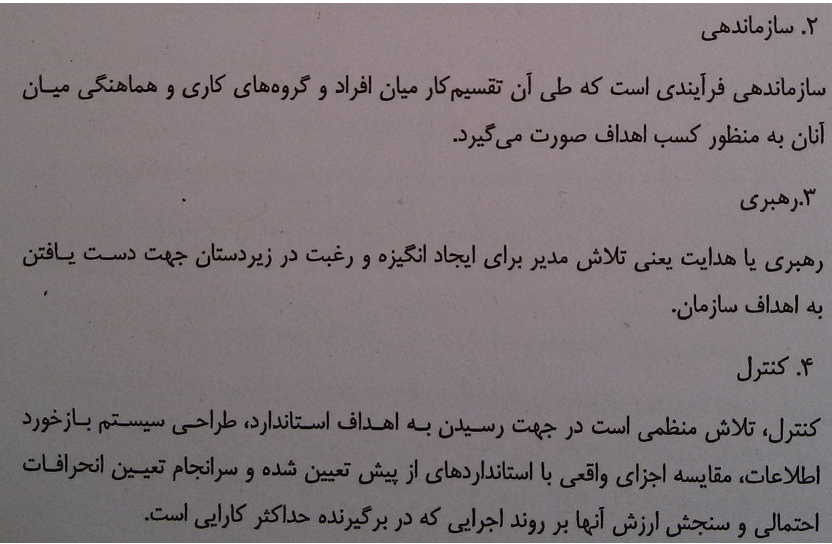 ۲. سازماندهی
سازماندهی فرآیندی است که طی آن تقسیم‌کار میان افراد و گروه‌های کاری و هماهنگی میان
آنان به منظور کسب اهداف صورت می‌گیرد.
۳.رهبری
رهبری یا هدایت یعنی تلاش مدیر برای ایجاد انگیزه و رغبت در زیردستان جهت دست یافتن
به اهداف سازمان.
۴. کنترل
کنترل، تلاش منظمی است در جهت رسیدن به اهداف استاندارد، طراحی سیستم بازخورد
اطلاعات، مقایسه اجزای واقعی با استانداردهای از پیش تعیین شده و سرانجام تعیین انحرافات
احتمالی و سنجش ارزش آنها بر روند اجرایی که در برگیرنده حداکثر کارایی است.